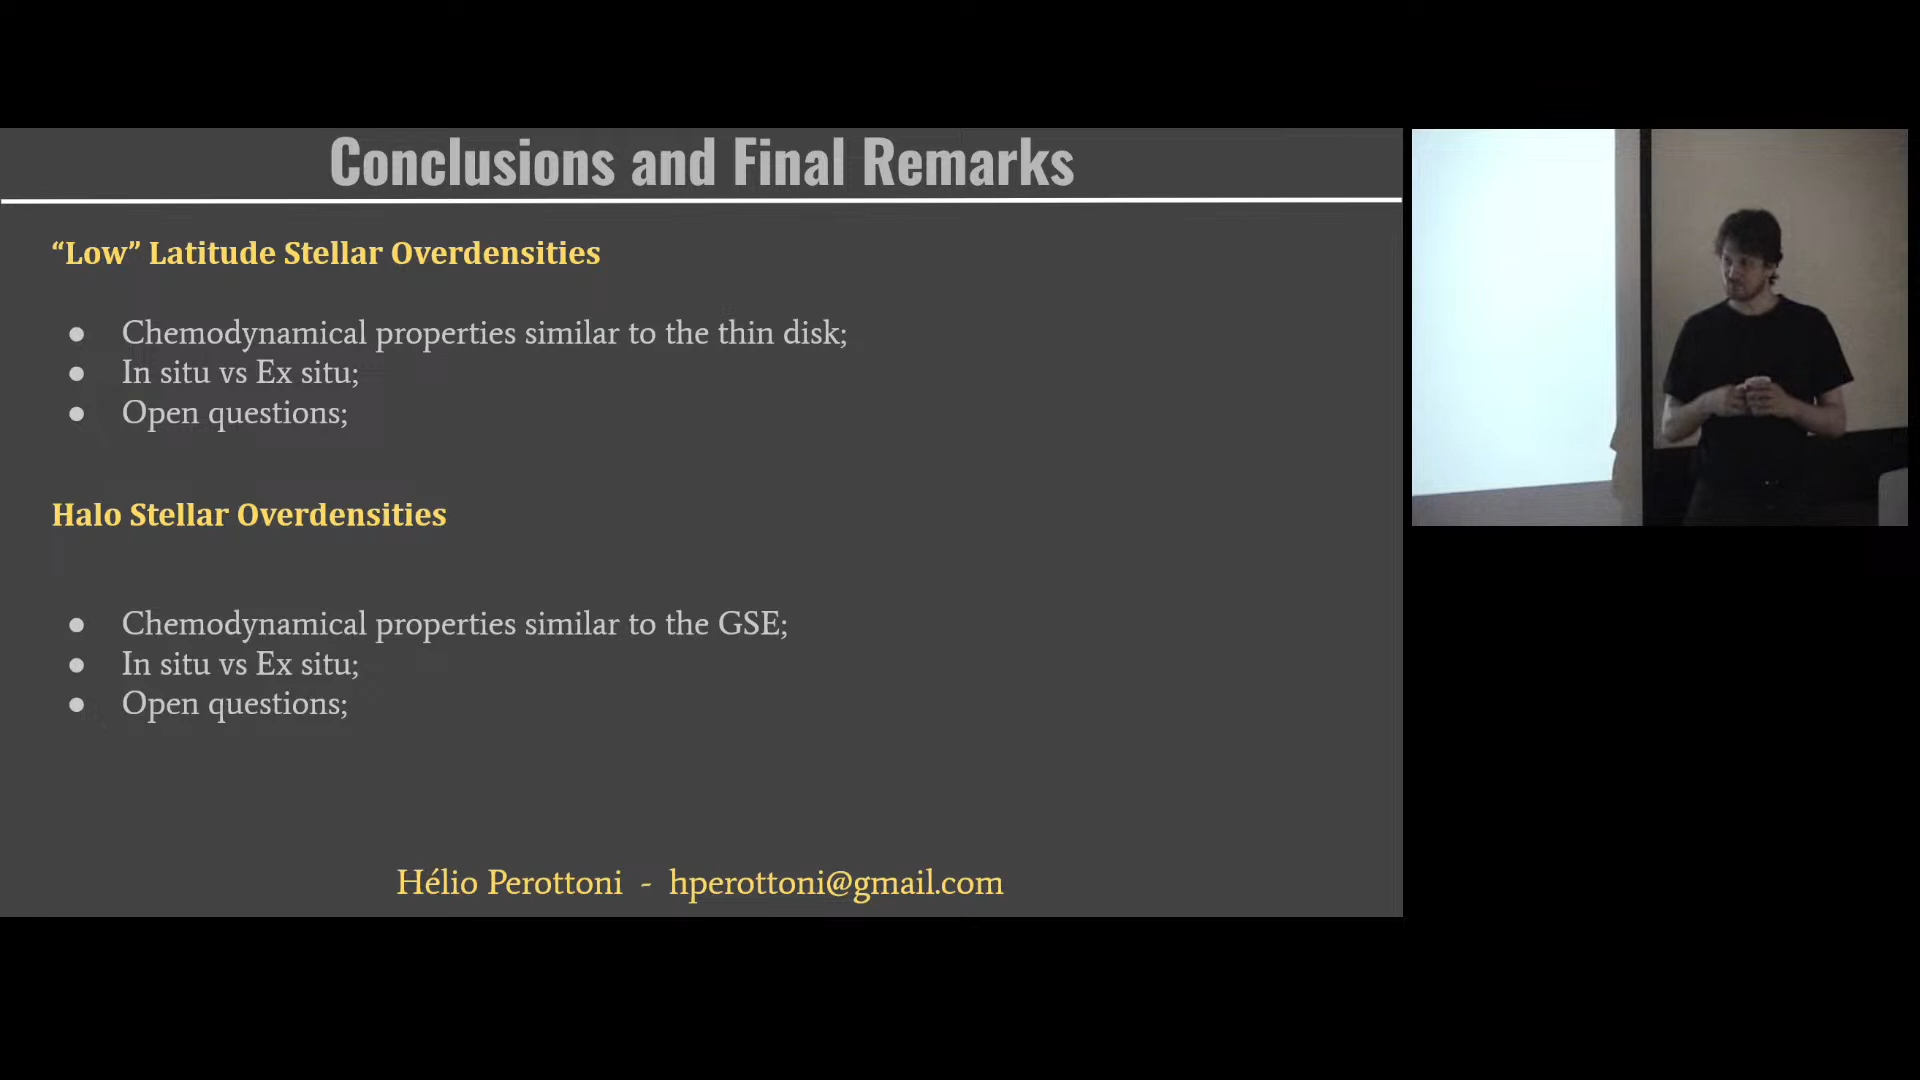 Conclusions and Final Remarks
“Low” Latitude Stellar Overdensities
● Chemodynamical properties similar to the thin disk;
● In situ vs Ex situ;
● Open questions;
Halo Stellar Overdensities
● Chemodynamical properties similar to the GSE;
● In situ vs Ex situ;
● Open questions;
Hélio Perottoni - hperottoni@gmail.com